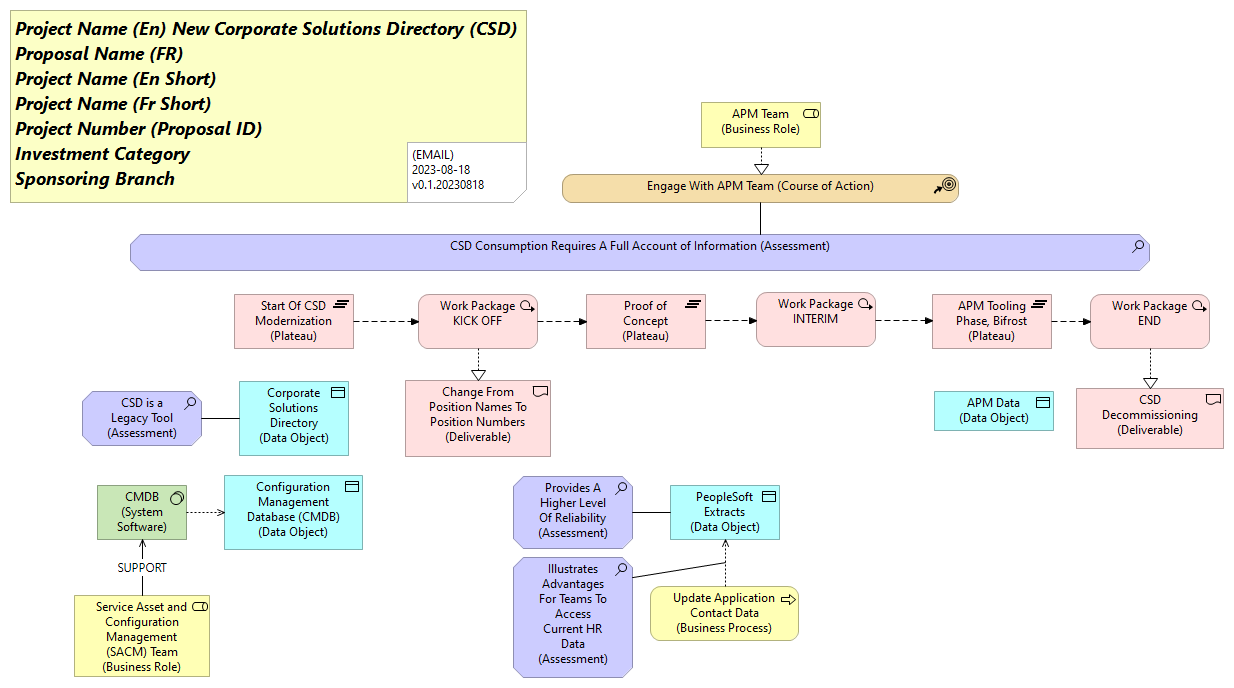 Project Name (En) New Corporate Solutions Directory (CSD)
Proposal Name (FR)
Project Name (En Short)
Project Name (Fr Short)
Project Number (Proposal ID)
Investment Category
Sponsoring Branch
(EMAIL)
2023-08-18
v0.1.20230818
APM Team
(Business Role)
Engage With APM Team (Course of Action)
CSD Consumption Requires A Full Account of Information (Assessment)
Start Of CSD
Modernization
(Plateau)
Work Package
KICK OFF
Proof of
Concept
(Plateau)
Work Package
INTERIM
APM Tooling
Phase, Bifrost
(Plateau)
Work Package
END
CSD is a
Legacy Tool
(Assessment)
Corporate
Solutions
Directory
(Data Object)
Change From
Position Names To
Position Numbers
(Deliverable)
APM Data
(Data Object)
CSD
Decommissioning
(Deliverable)
CMDB
(System
Software)
Configuration
Management
Database (CMDB)
(Data Object)
Provides A
Higher Level
Of Reliability
(Assessment)
PeopleSoft
Extracts
(Data Object)
SUPPORT
Service Asset and
Configuration
Management
(SACM) Team
(Business Role)
Illustrates
Advantages
For Teams To
Access
Current HR
Data
(Assessment)
Update Application
Contact Data
(Business Process)